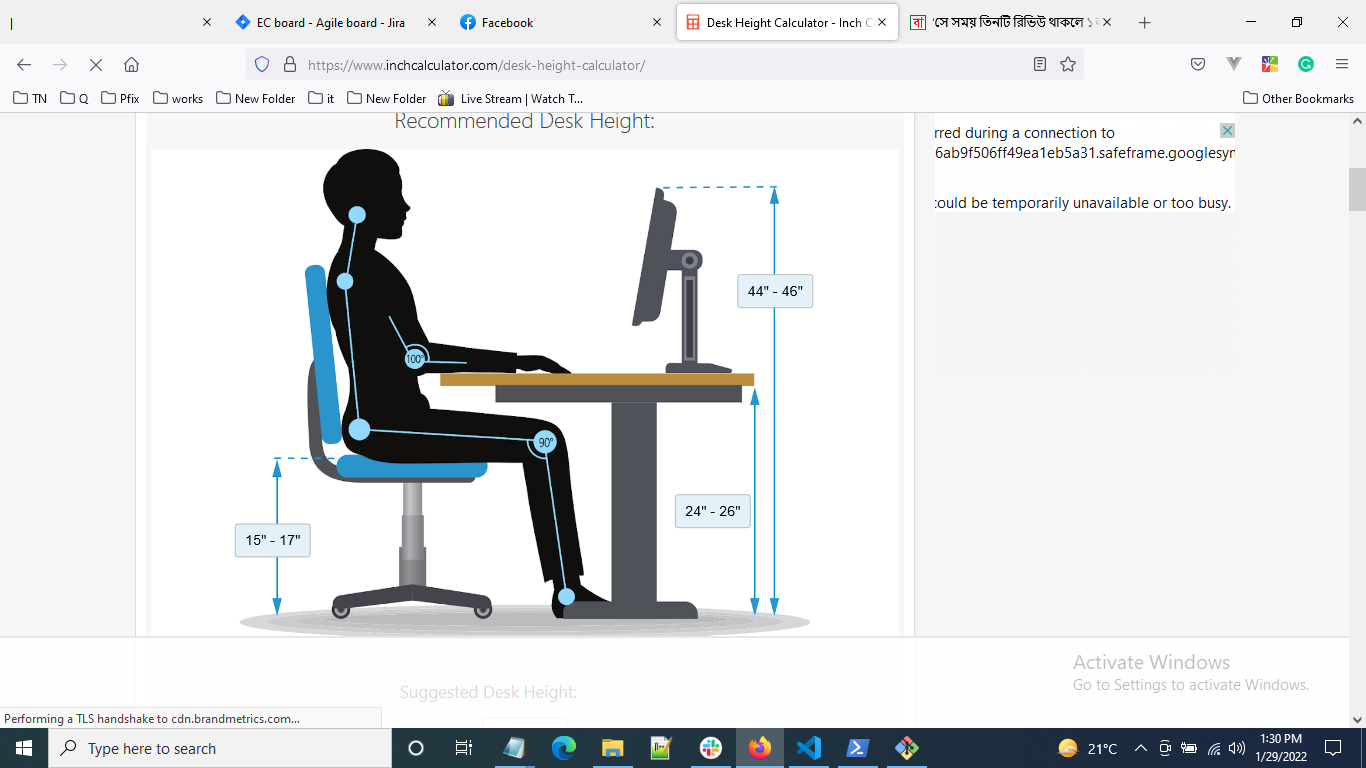 EC board - Agile board - Jira
Facebook
Desk Height Calculator - Inch C
'সে সময় তিনটি রিভিউ থাকলে
https://www.inchcalculator.com/desk-height-calculator/
TN
Q
Pfix
works
New Folder
it
New Folder
Live Stream | Watch T...
Other Bookmarks
Recommended Desk Height:
rred during a connection to
6ab9f506ff49ea1eb5a31.safeframe.googlesyn
could be temporarily unavailable or too busy.
44" - 46"
100°
90°
24" - 26"
15" - 17"
Suggested Desk Height:
Activate Windows
Go to Settings to activate Windows.
Performing a TLS handshake to cdn.brandmetrics.com...
Type here to search
21°C
1:30 PM
1/29/2022